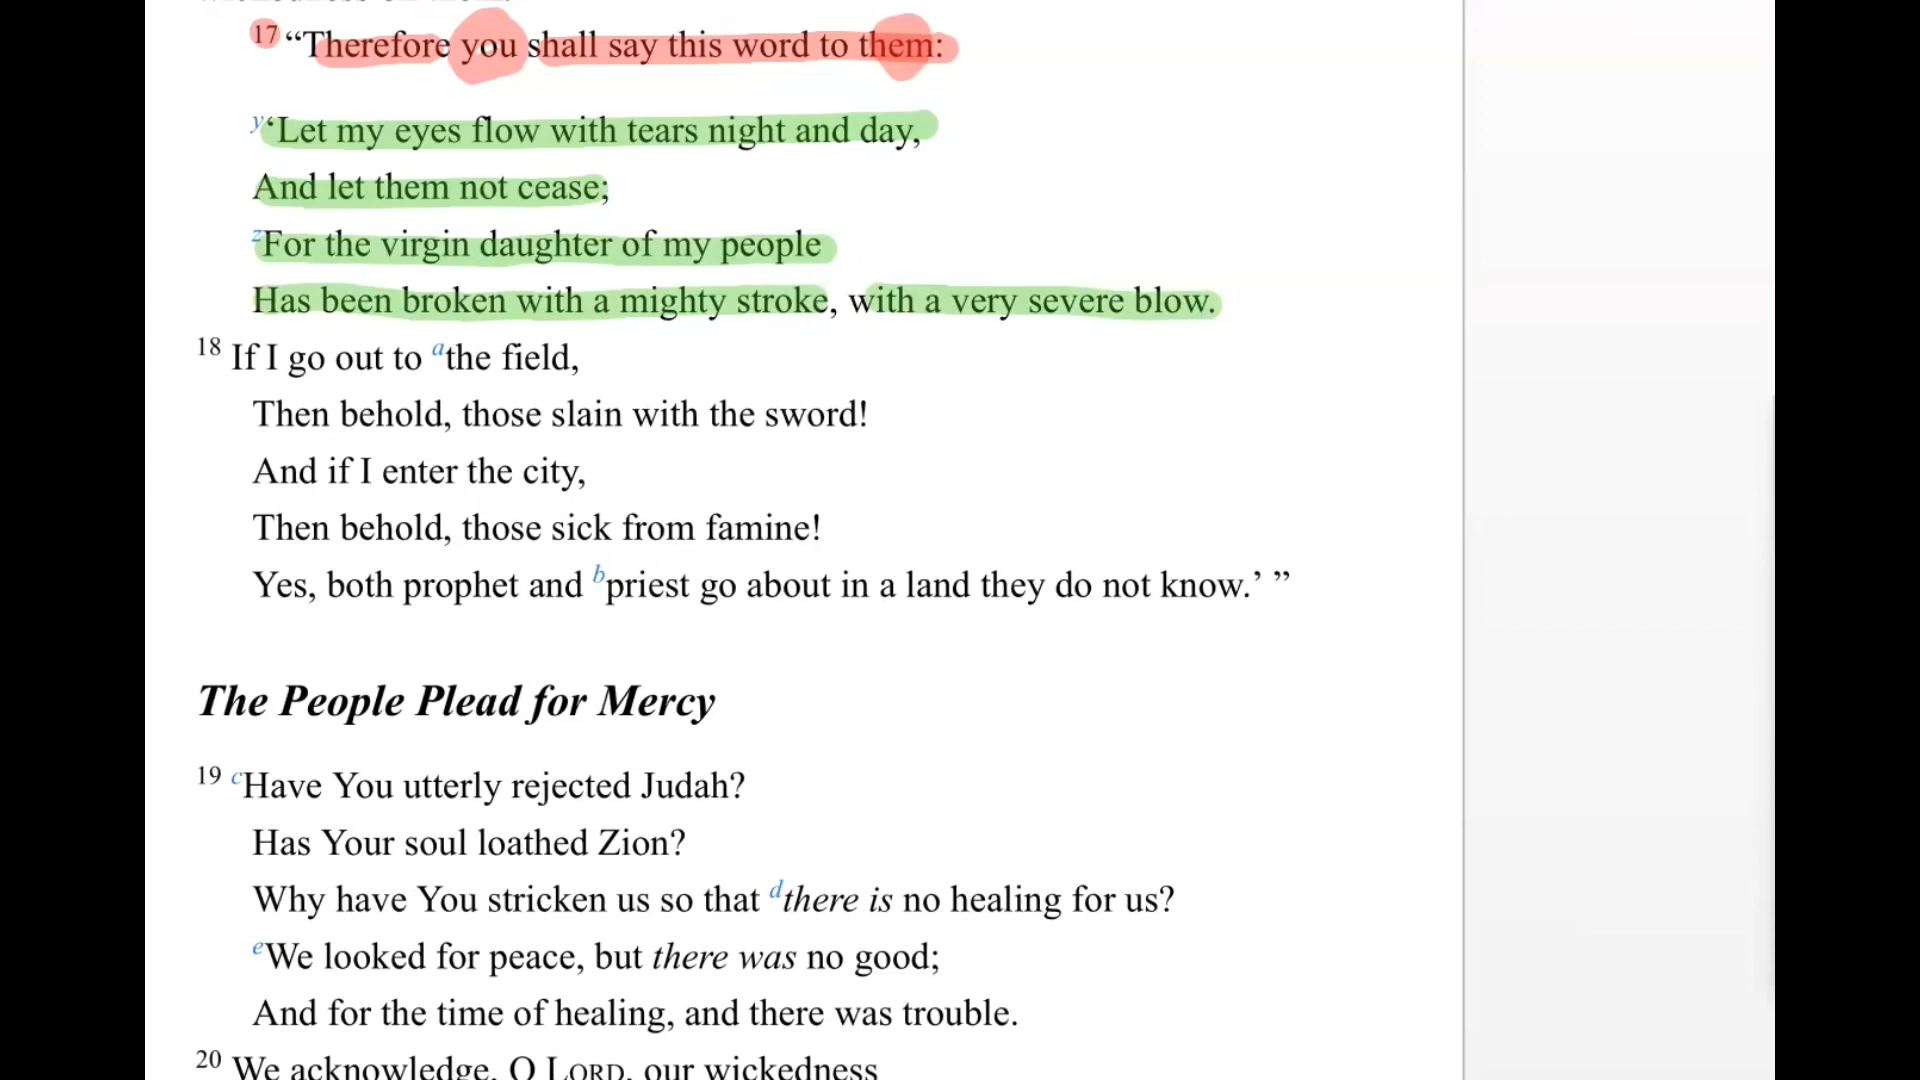 17 “Therefore you shall say this word to them:
y‘Let my eyes flow with tears night and day,
And let them not cease;
zFor the virgin daughter of my people
Has been broken with a mighty stroke, with a very severe blow.
18 If I go out to athe field,
Then behold, those slain with the sword!
And if I enter the city,
Then behold, those sick from famine!
Yes, both prophet and bpriest go about in a land they do not know.’ ”
The People Plead for Mercy
19 cHave You utterly rejected Judah?
Has Your soul loathed Zion?
Why have You stricken us so that dthere is no healing for us?
eWe looked for peace, but there was no good;
And for the time of healing, and there was trouble.
20 We acknowledge, O LORD, our wickedness